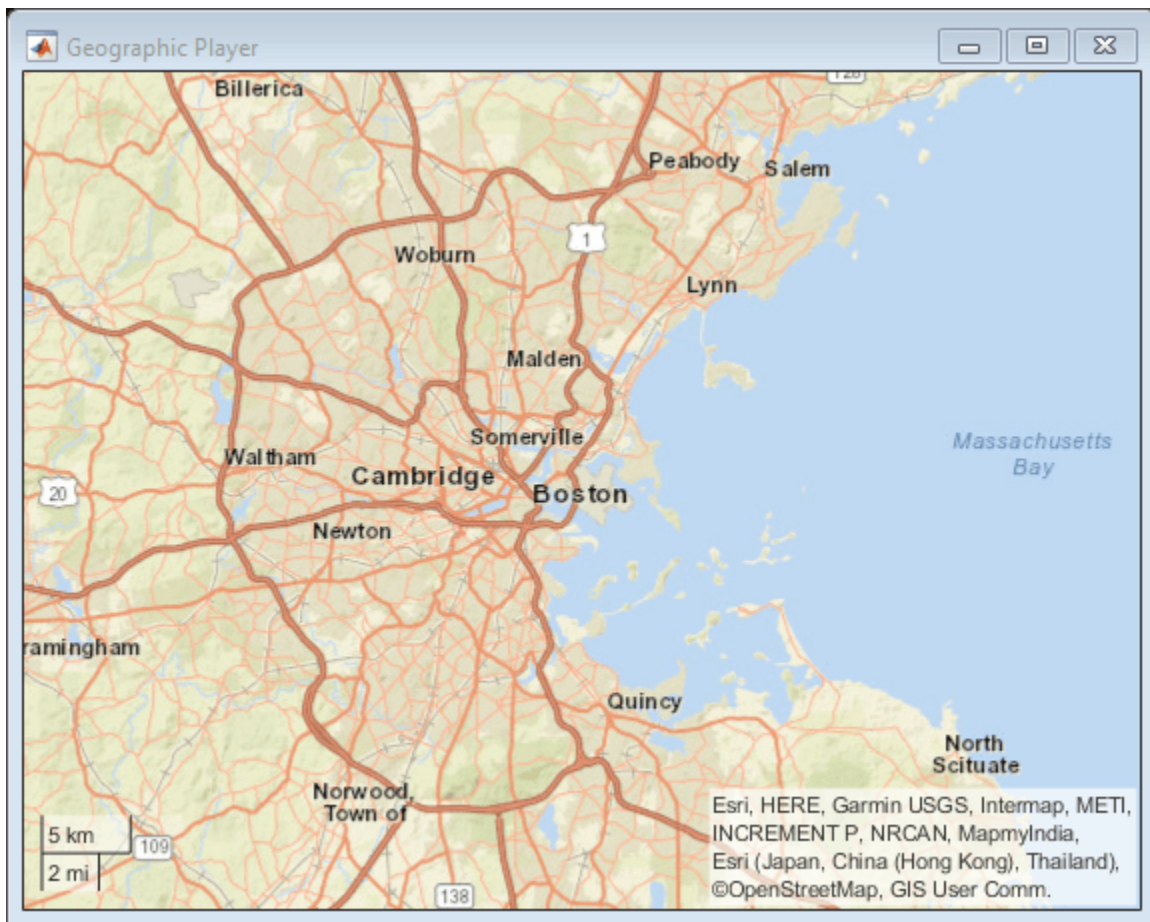 Geographic Player
128
Billerica
Peabody
Salem
1
Woburn
Lynn
Malden
Massachusetts
Bay
Somerville
Waltham
Cambridge
20
Boston
Newton
ramingham
Quincy
North
Scituate
Norwood,
Town of
5 km
109
2 mi
138
Esri, HERE, Garmin USGS, Intermap, METI,
INCREMENT P, NRCAN, MapmyIndia,
Esri (Japan, China (Hong Kong), Thailand),
©OpenStreetMap, GIS User Comm.